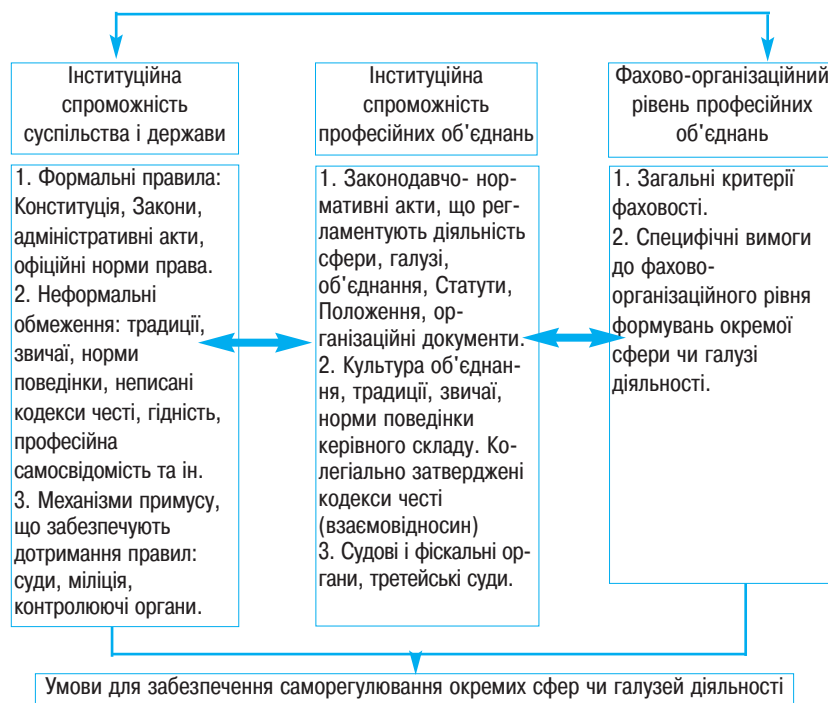 Інституційна
спроможність
суспільства і держави
Інституційна
спроможність
професійних об'єднань
Фахово-організаційний
рівень професійних
об'єднань
1. Формальні правила:
Конституція, Закони,
адміністративні акти,
офіційні норми права.
2. Неформальні
обмеження: традиції,
звичаї, норми
поведінки, неписані
кодекси честі, гідність,
професійна
самосвідомість та ін.
3. Механізми примусу,
що забезпечують
дотримання правил:
суди, міліція,
контролюючі органи.
1. Законодавчо- нор-
мативні акти, що рег-
ламентують діяльність
сфери, галузі,
об'єднання, Статути,
Положення, ор-
ганізаційні документи.
2. Культура об'єднан-
ня, традиції, звичаї,
норми поведінки
керівного складу. Ко-
легіально затверджені
кодекси честі
(взаємовідносин)
3. Судові і фіскальні ор-
гани, третейські суди.
1. Загальні критерії
фаховості.
2. Специфічні вимоги
до фахово-
організаційного рівня
формувань окремої
сфери чи галузі
діяльності.
Умови для забезпечення саморегулювання окремих сфер чи галузей діяльності